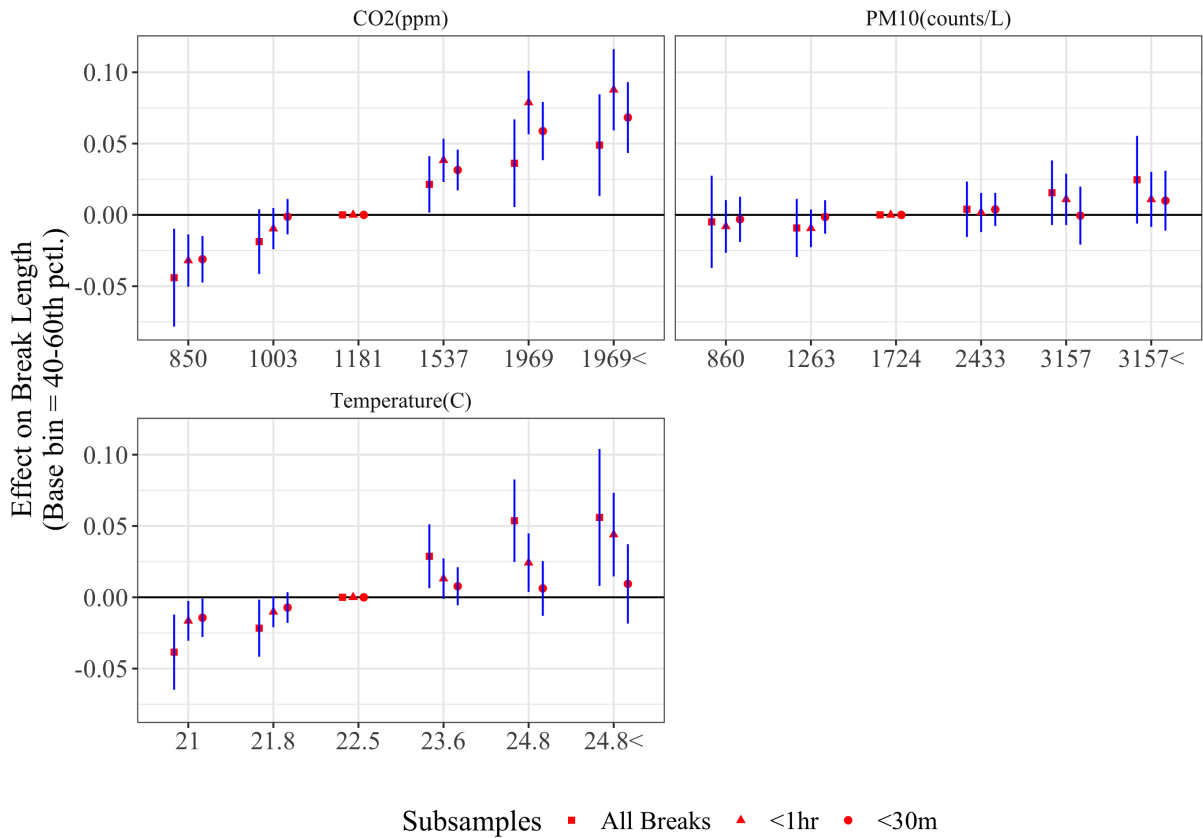 CO2(ppm)
PM10(counts/L)
0.10
0.05
0.00
-0.05
850 1003 1181 1537 1969 1969<
860 1263 1724 2433 3157 3157<
Effect on Break Length
(Base bin = 40-60th pctl.)
Temperature(C)
0.10
0.05
0.00
-0.05
21 21.8 22.5 23.6 24.8 24.8<
Subsamples All Breaks <1hr <30m